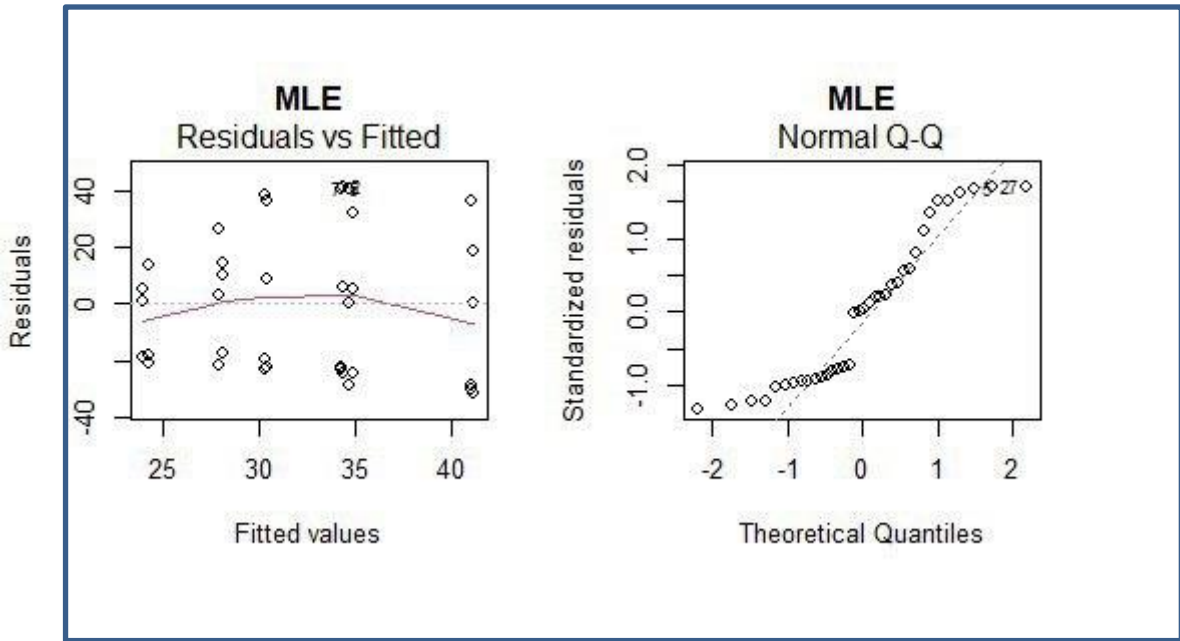 MLE
Residuals vs Fitted
Residuals
40
20
0
-40
25
30
35
40
Fitted values
MLE
Normal Q-Q
Standardized residuals
2.0
1.0
0.0
-1.0
27
-2
-1
0
1
2
Theoretical Quantiles